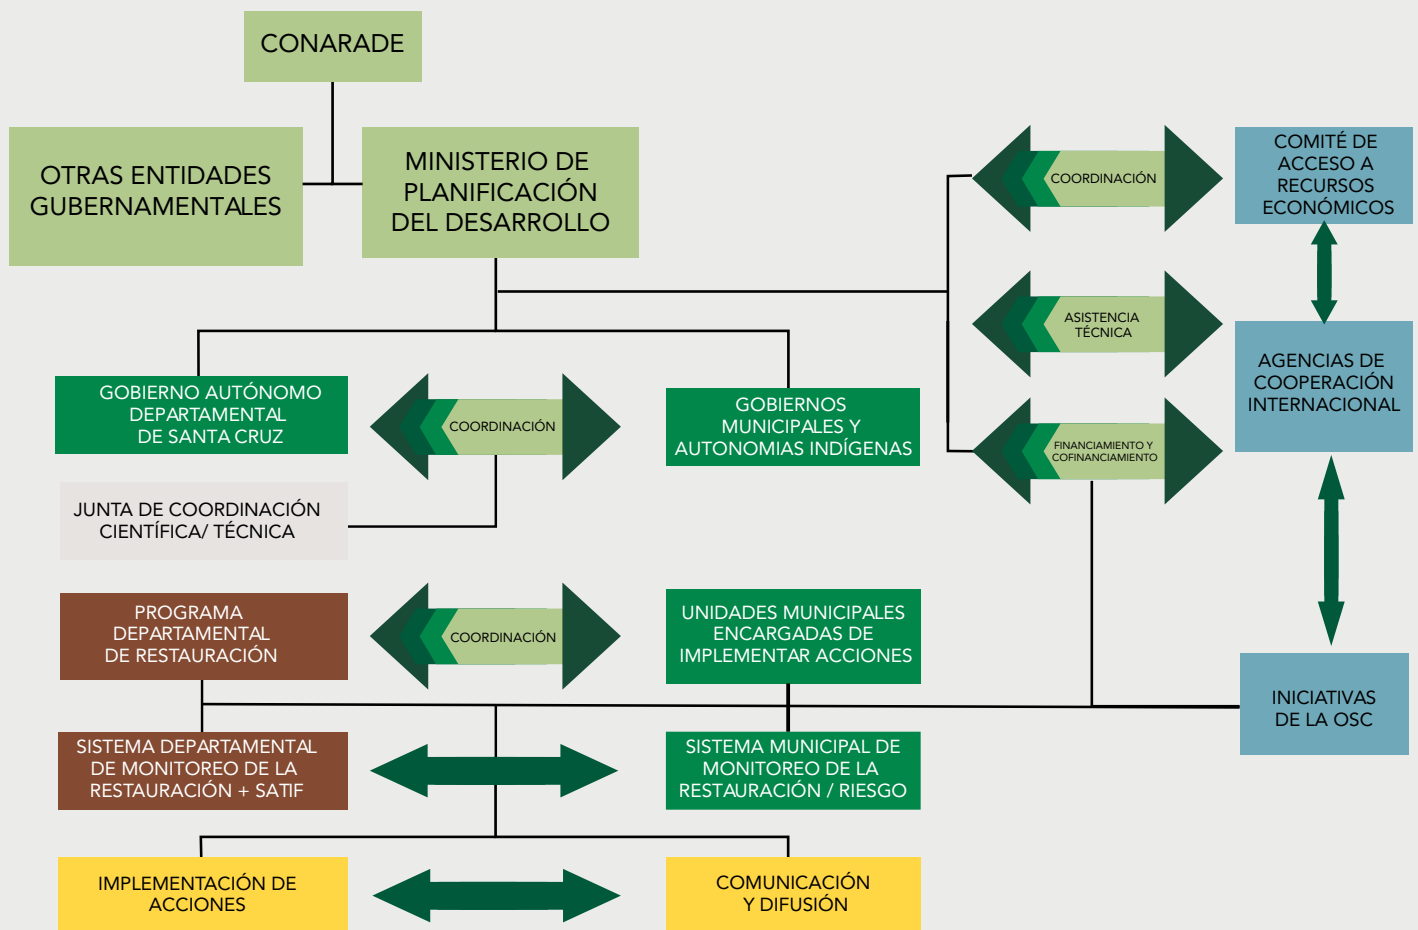 CONARADE
OTRAS ENTIDADES
GUBERNAMENTALES
MINISTERIO DE
PLANIFICACIÓN
DEL DESARROLLO
COORDINACIÓN
COMITÉ DE
ACCESO A
RECURSOS
ECONÓMICOS
ASISTENCIA
TÉCNICA
AGENCIAS DE
COOPERACIÓN
INTERNACIONAL
GOBIERNO AUTÓNOMO
DEPARTAMENTAL
DE SANTA CRUZ
COORDINACIÓN
GOBIERNOS
MUNICIPALES Y
AUTONOMIAS INDÍGENAS
FINANCIAMIENTO Y
COFINANCIAMIENTO
JUNTA DE COORDINACIÓN
CIENTÍFICA/ TÉCNICA
PROGRAMA
DEPARTAMENTAL
DE RESTAURACIÓN
COORDINACIÓN
UNIDADES MUNICIPALES
ENCARGADAS DE
IMPLEMENTAR ACCIONES
INICIATIVAS
DE LA OSC
SISTEMA DEPARTAMENTAL
DE MONITOREO DE LA
RESTAURACIÓN + SATIF
SISTEMA MUNICIPAL DE
MONITOREO DE LA
RESTAURACIÓN / RIESGO
IMPLEMENTACIÓN DE
ACCIONES
COMUNICACIÓN
Y DIFUSIÓN